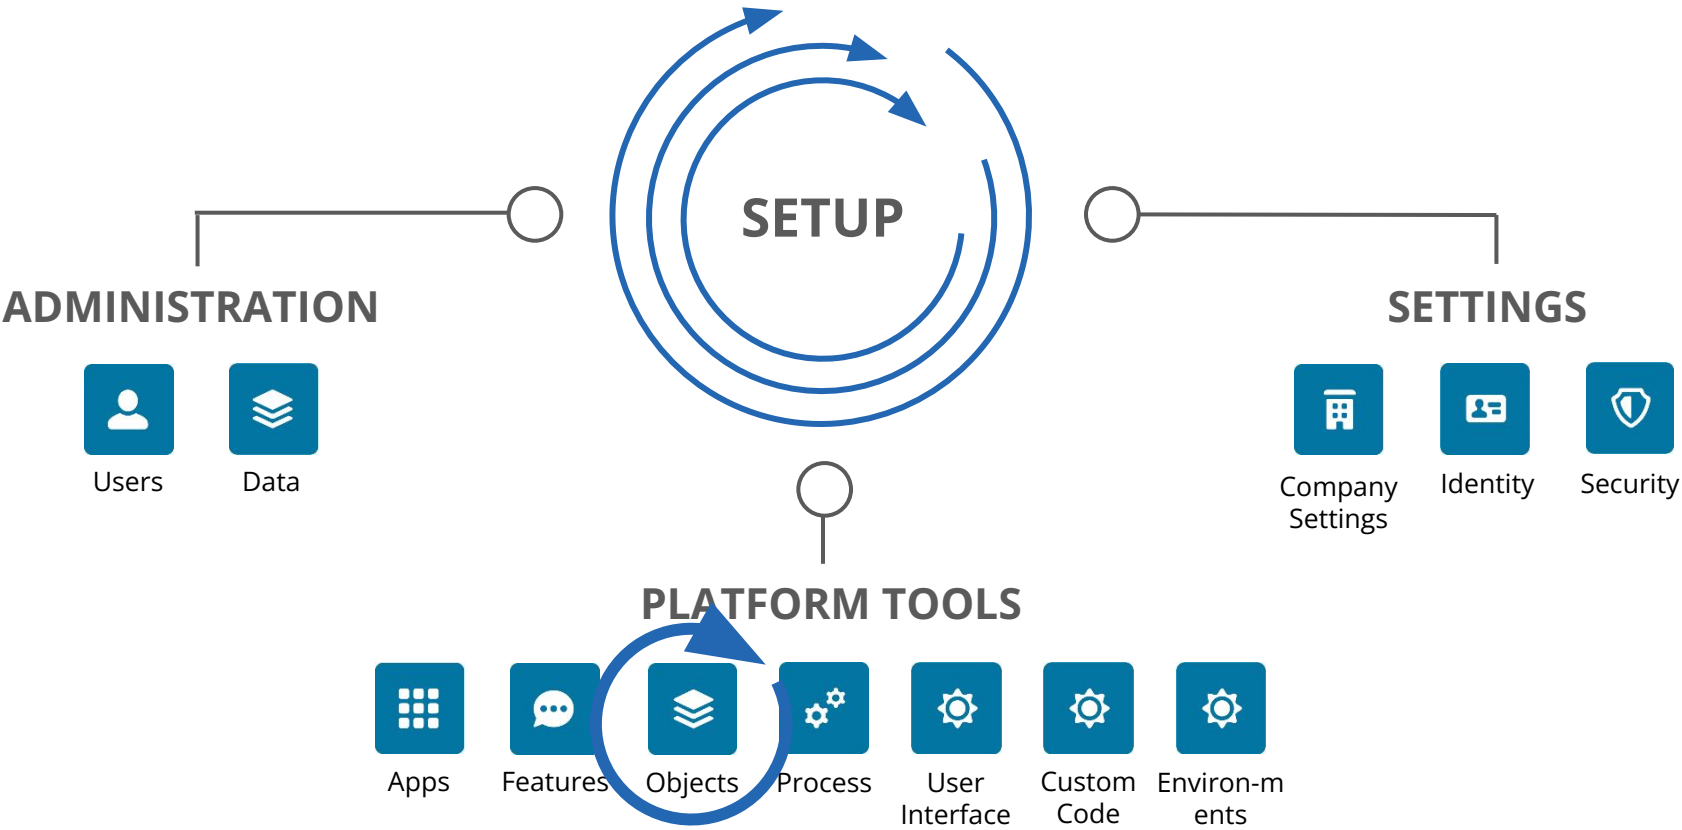 SETUP
ADMINISTRATION
Users
Data
SETTINGS
Company
Settings
Identity
Security
PLATFORM TOOLS
Apps
Features
Objects
Process
User
Interface
Custom
Code
Environ-m
ents